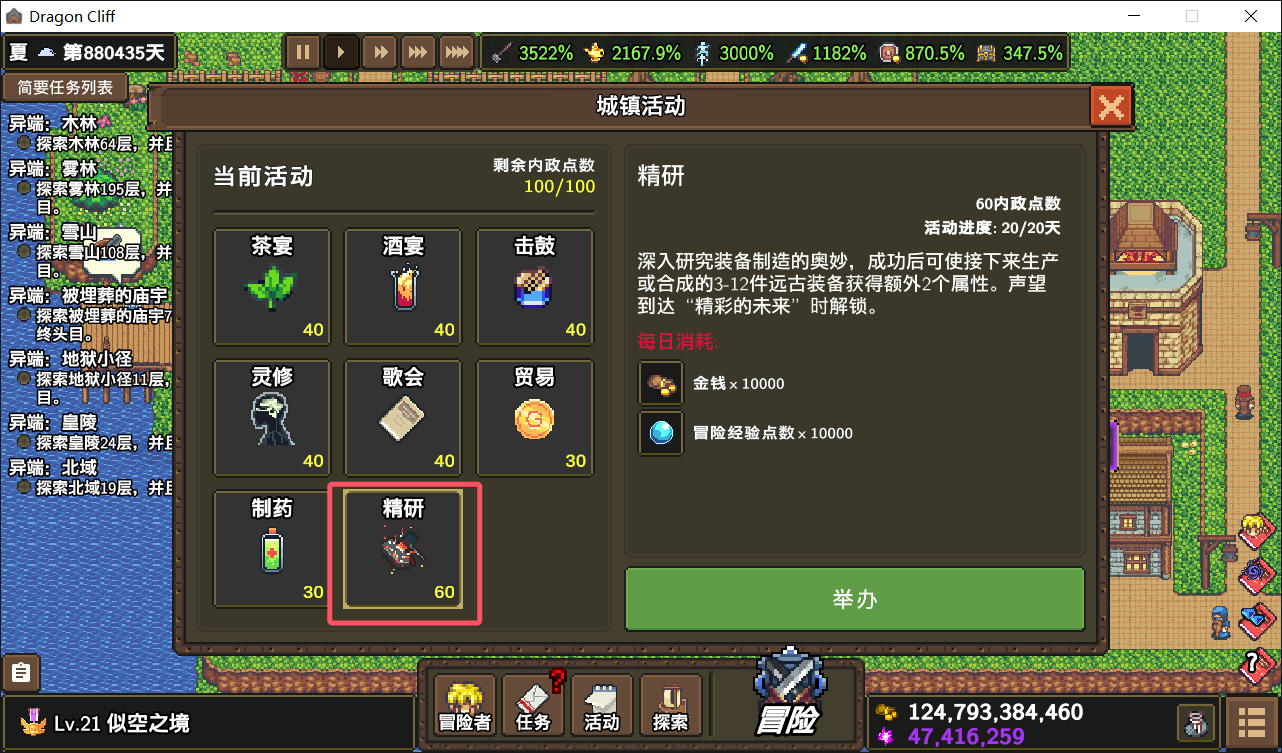 Dragon Cliff
夏 第880435天
3522% 2167.9% 3000% 1182% 870.5% 347.5%
简要任务列表
异端：木林
探索木林64层，并且
异端：雾林
探索雾林195层，并
目。
异端：雪山
探索雪山108层，并
目。
异端：被埋葬的庙宇
探索被埋葬的庙宇7
终头目。
异端：地狱小径
探索地狱小径11层，
目。
异端：皇陵
探索皇陵24层，并且
异端：北域
探索北域19层，并且
城镇活动
当前活动
剩余内政点数
100/100
茶宴 酒宴 击鼓
40 40 40
灵修 歌会 贸易
40 40 30
制药 精研
30 60
精研
60内政点数
活动进度: 20/20天
深入研究装备制造的奥妙，成功后可使接下来生产
或合成的3-12件远古装备获得额外2个属性。声望
到达“精彩的未来”时解锁。
每日消耗:
金钱 x 10000
冒险经验点数 x 10000
举办
Lv.21 似空之境
冒险者 任务 活动 探索 冒险
?
124,793,384,460
47,416,259
?